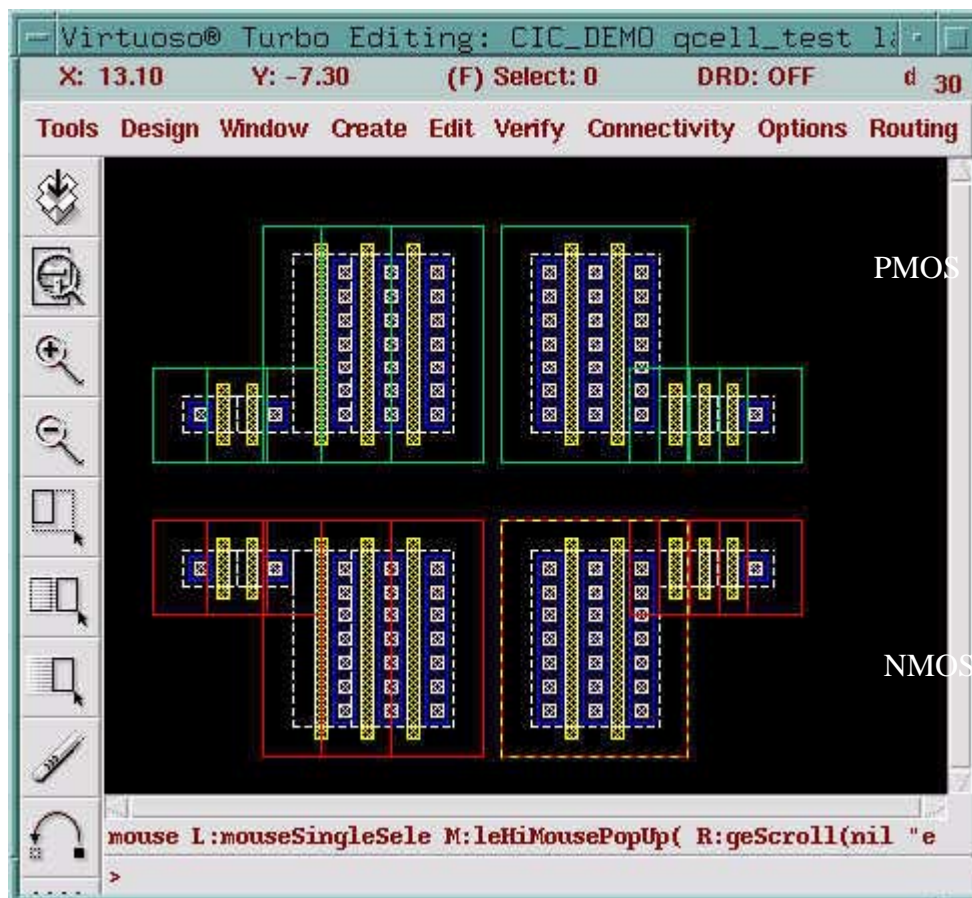 Virtuoso® Turbo Editing: CIC_DEMO qcell_test
X: 13.10 Y: -7.30 (F) Select: 0 DRD: OFF d 30
Tools Design Window Create Edit Verify Connectivity Options Routing
PMOS
NMOS
mouse L:mouseSingleSele M:leHiMousePopUp( R:geScroll(nil "e
>